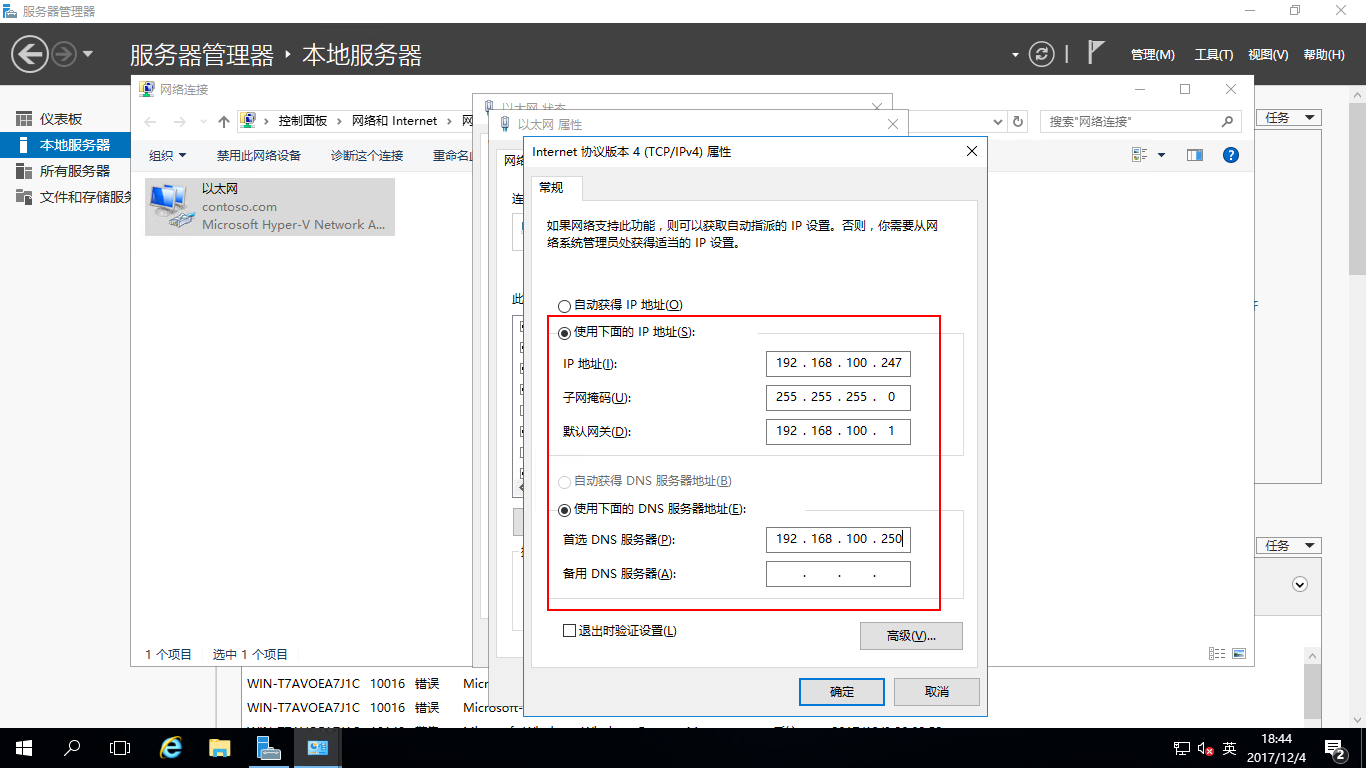 服务器管理器
服务器管理器 · 本地服务器
管理(M) 工具(T) 视图(V) 帮助(H)
网络连接
控制面板 网络和 Internet 网
搜索"网络连接"
组织 禁用此网络设备 诊断这个连接 重命名
仪表板
本地服务器
所有服务器
文件和存储服务
以太网
contoso.com
Microsoft Hyper-V Network A...
以太网 状态
以太网 属性
任务
Internet 协议版本 4 (TCP/IPv4) 属性
常规
如果网络支持此功能，则可以获取自动指派的 IP 设置。否则，你需要从网
络系统管理员处获得适当的 IP 设置。
自动获得 IP 地址(O)
使用下面的 IP 地址(S):
IP 地址(I): 192 . 168 . 100 . 247
子网掩码(U): 255 . 255 . 255 . 0
默认网关(D): 192 . 168 . 100 . 1
自动获得 DNS 服务器地址(B)
使用下面的 DNS 服务器地址(E):
首选 DNS 服务器(P): 192 . 168 . 100 . 250
备用 DNS 服务器(A): . . .
退出时验证设置(L)
高级(V)...
确定 取消
任务
1 个项目 选中 1 个项目
WIN-T7AVOEA7J1C 10016 错误 Micr
WIN-T7AVOEA7J1C 10016 错误 Microsoft-
英
18:44
2017/12/4
2